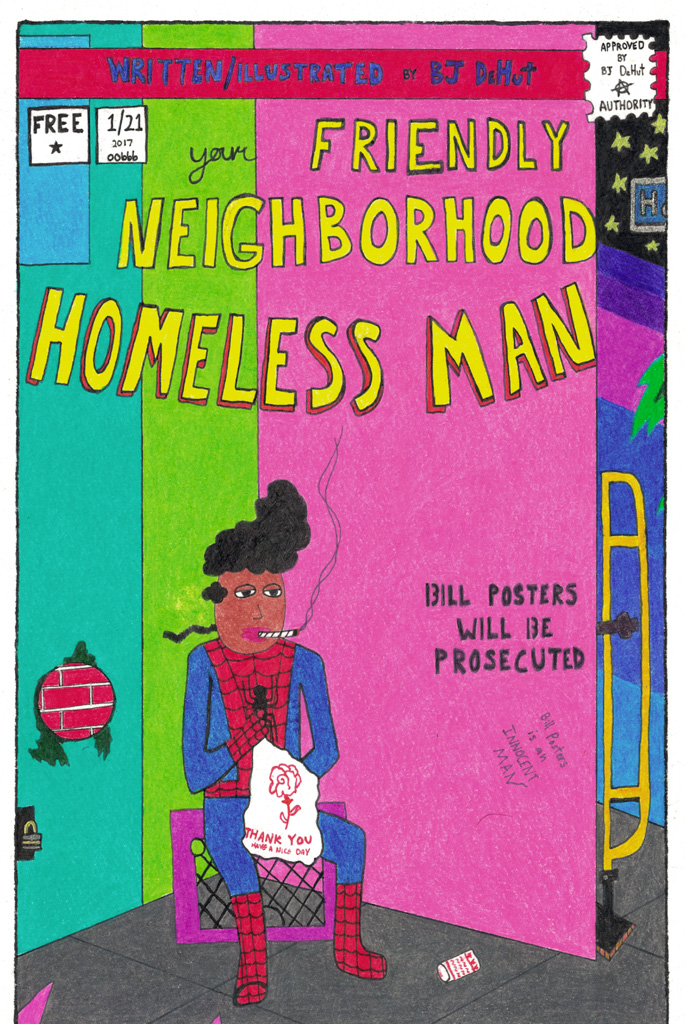 WRITTEN/ILLUSTRATED BY BJ DeHut
APPROVED
BY
BJ DeHut
AUTHORITY
FREE
1/21
2017
your FRIENDLY
NEIGHBORHOOD
HOMELESS MAN
BILL POSTERS
WILL BE
PROSECUTED
Bill Posters
is an
INNOCENT
MAN
THANK YOU
HAVE A NICE DAY